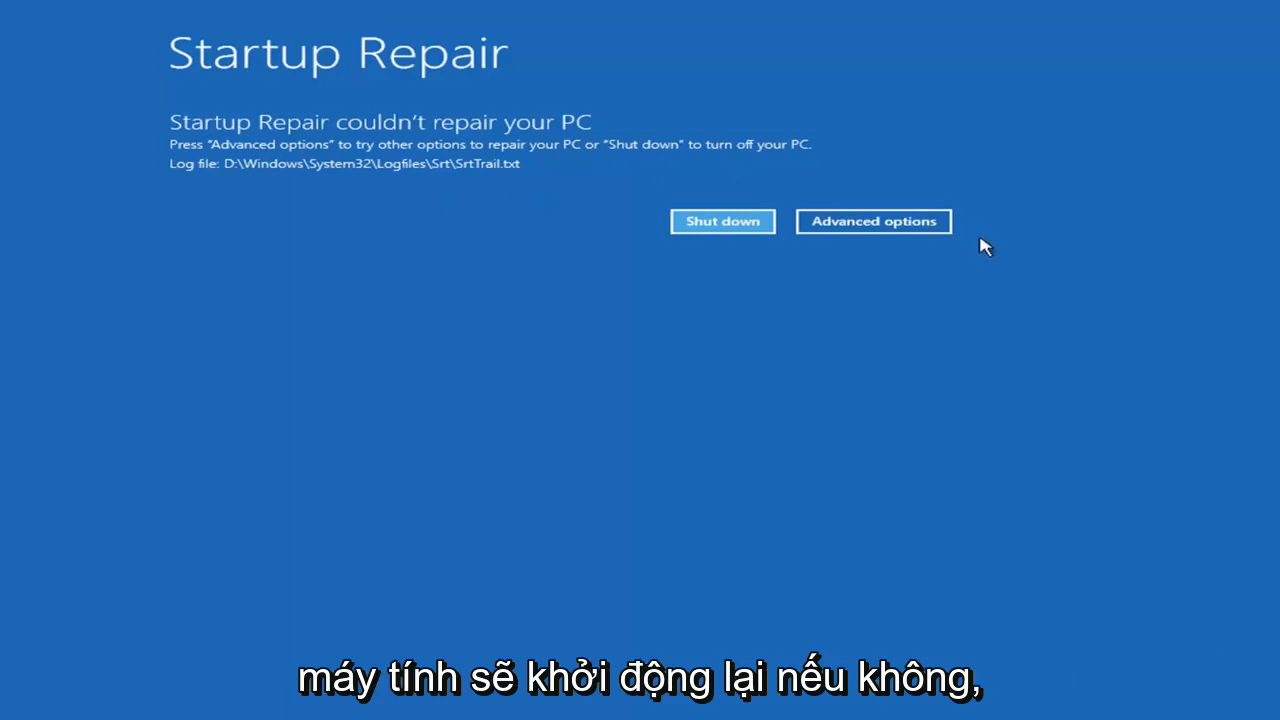 Startup Repair
Startup Repair couldn't repair your PC
Press "Advanced options" to try other options to repair your PC or "Shut down" to turn off your PC.
Log file: D:\Windows\System32\Logfiles\Srt\SrtTrail.txt
Shut down
Advanced options
máy tính sẽ khởi động lại nếu không,